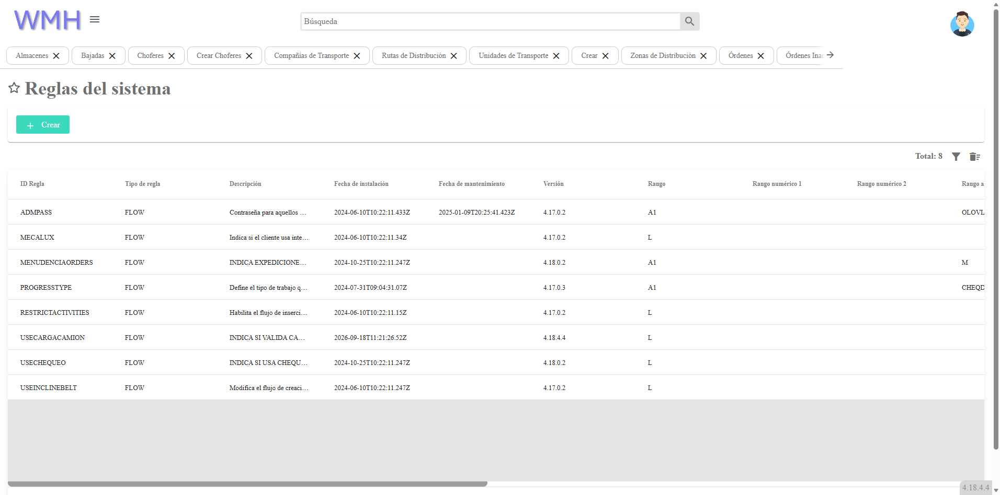 WMH
Búsqueda
Almacenes Bajadas Choferes Crear Choferes Compañías de Transporte Rutas de Distribución Unidades de Transporte Crear Zonas de Distribución Órdenes Órdenes Inac
Reglas del sistema
+ Crear
Total: 8
ID Regla Tipo de regla Descripción Fecha de instalación Fecha de mantenimiento Versión Rango Rango numérico 1 Rango numérico 2 Rango a
ADMPASS FLOW Contraseña para aquellos … 2024-06-10T10:22:11.433Z 2025-01-09T20:25:41.423Z 4.17.0.2 A1 OLOVIA
MECALUX FLOW Indica si el cliente usa inte… 2024-06-10T10:22:11.34Z 4.17.0.2 L
MENUDENCIAORDERS FLOW INDICA EXPEDICIONE… 2024-10-25T10:22:11.247Z 4.18.0.2 A1 M
PROGRESSTYPE FLOW Define el tipo de trabajo q… 2024-07-31T09:04:31.07Z 4.17.0.3 A1 CHEQD
RESTRICTACTIVITIES FLOW Habilita el flujo de inserci… 2024-06-10T10:22:11.15Z 4.17.0.2 L
USECARGACAMION FLOW INDICA SI VALIDA CA… 2026-09-18T11:21:26.52Z 4.18.4.4 L
USECHEQUEO FLOW INDICA SI USA CHEQU… 2024-10-25T10:22:11.247Z 4.18.0.2 L
USEINCLINEBELT FLOW Modifica el flujo de creaci… 2024-06-10T10:22:11.247Z 4.17.0.2 L
4.18.4.4